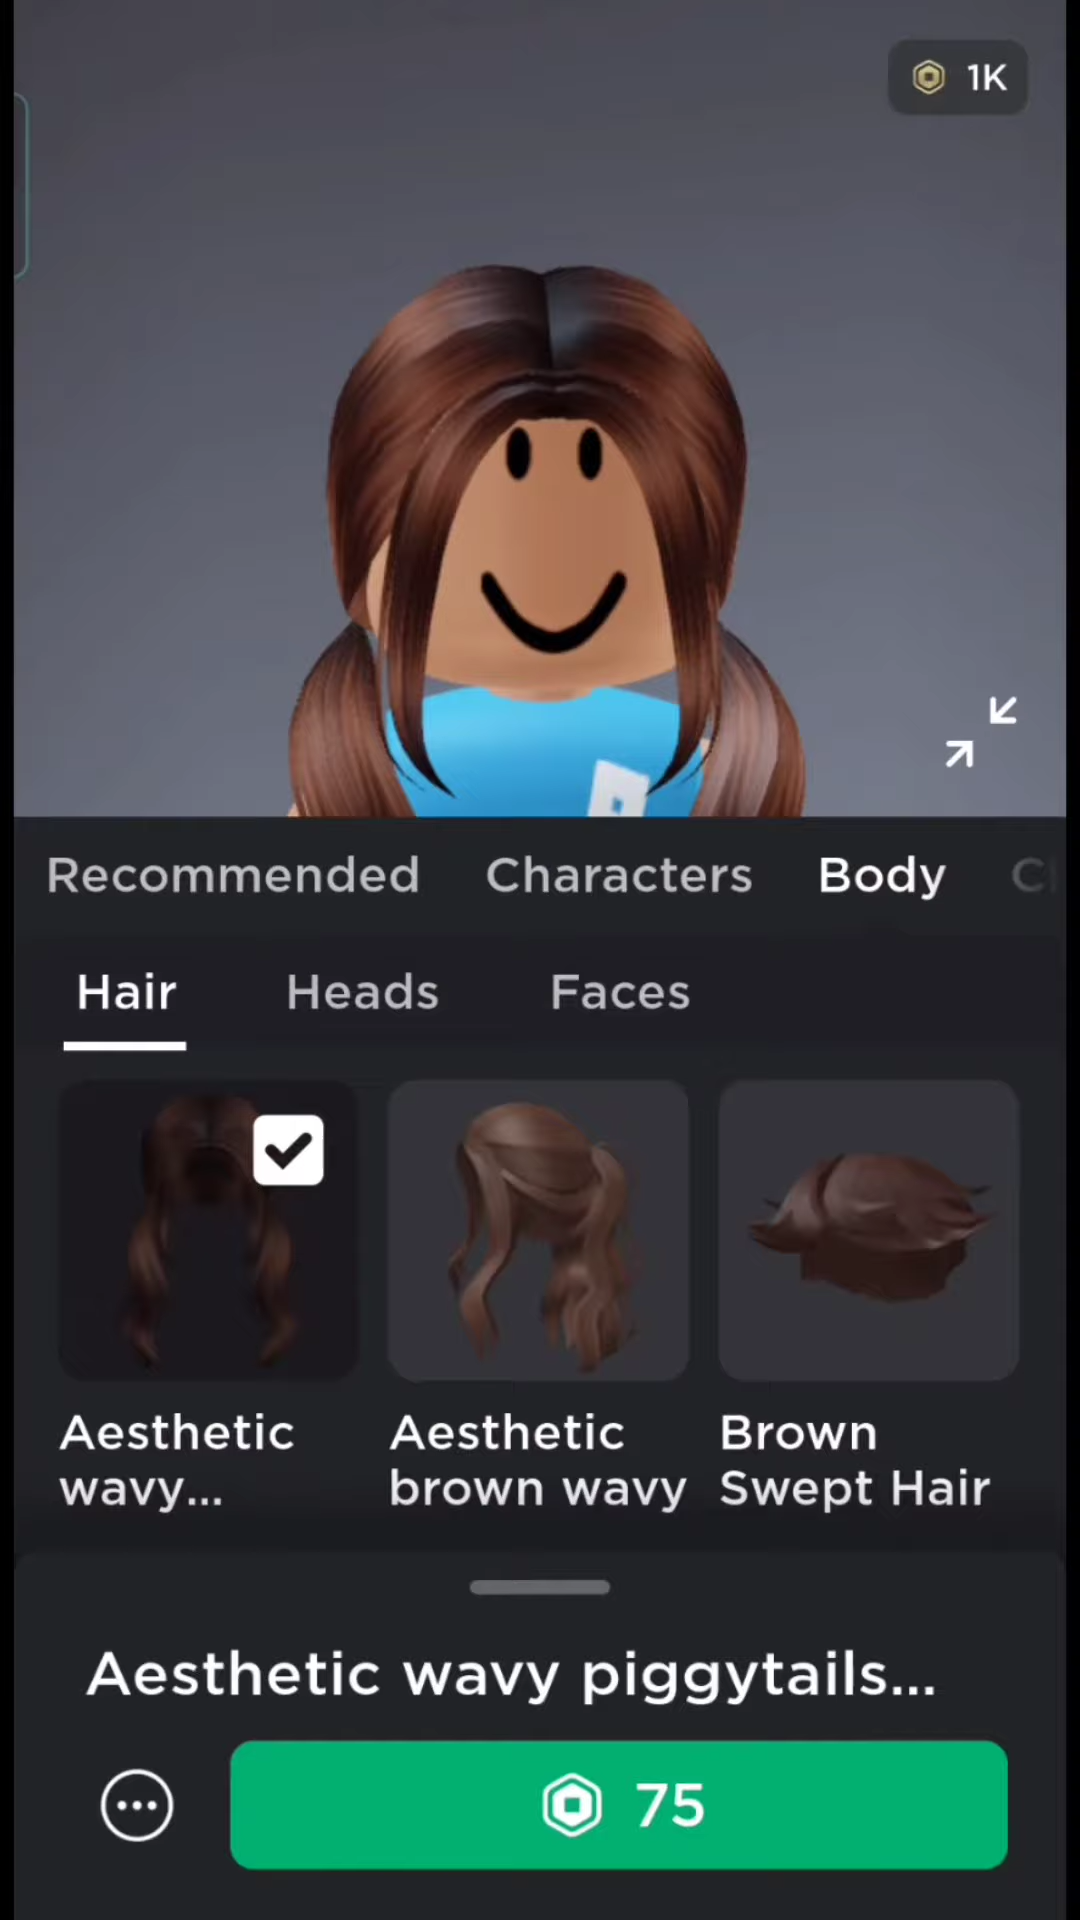 1K
Recommended Characters Body
Hair Heads Faces
Aesthetic
wavy...
Aesthetic
brown wavy
Brown
Swept Hair
Aesthetic wavy piggytails...
75